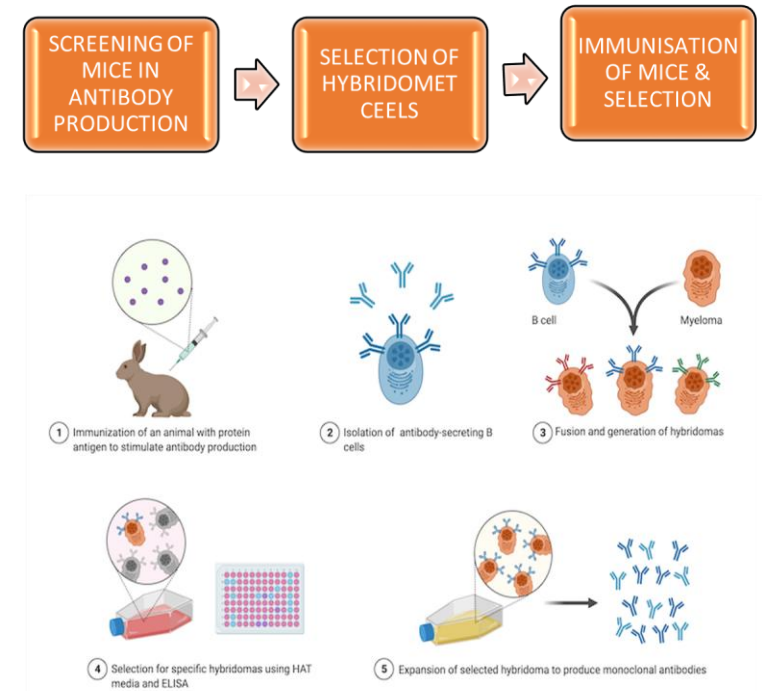 SCREENING OF
MICE IN
ANTIBODY
PRODUCTION
SELECTION OF
HYBRIDOMET
CEELS
IMMUNISATION
OF MICE &
SELECTION
B cell
Myeloma
1 Immunization of an animal with protein
antigen to stimulate antibody production
2 Isolation of antibody-secreting B
cells
3 Fusion and generation of hybridomas
4 Selection for specific hybridomas using HAT
media and ELISA
5 Expansion of selected hybridoma to produce monoclonal antibodies